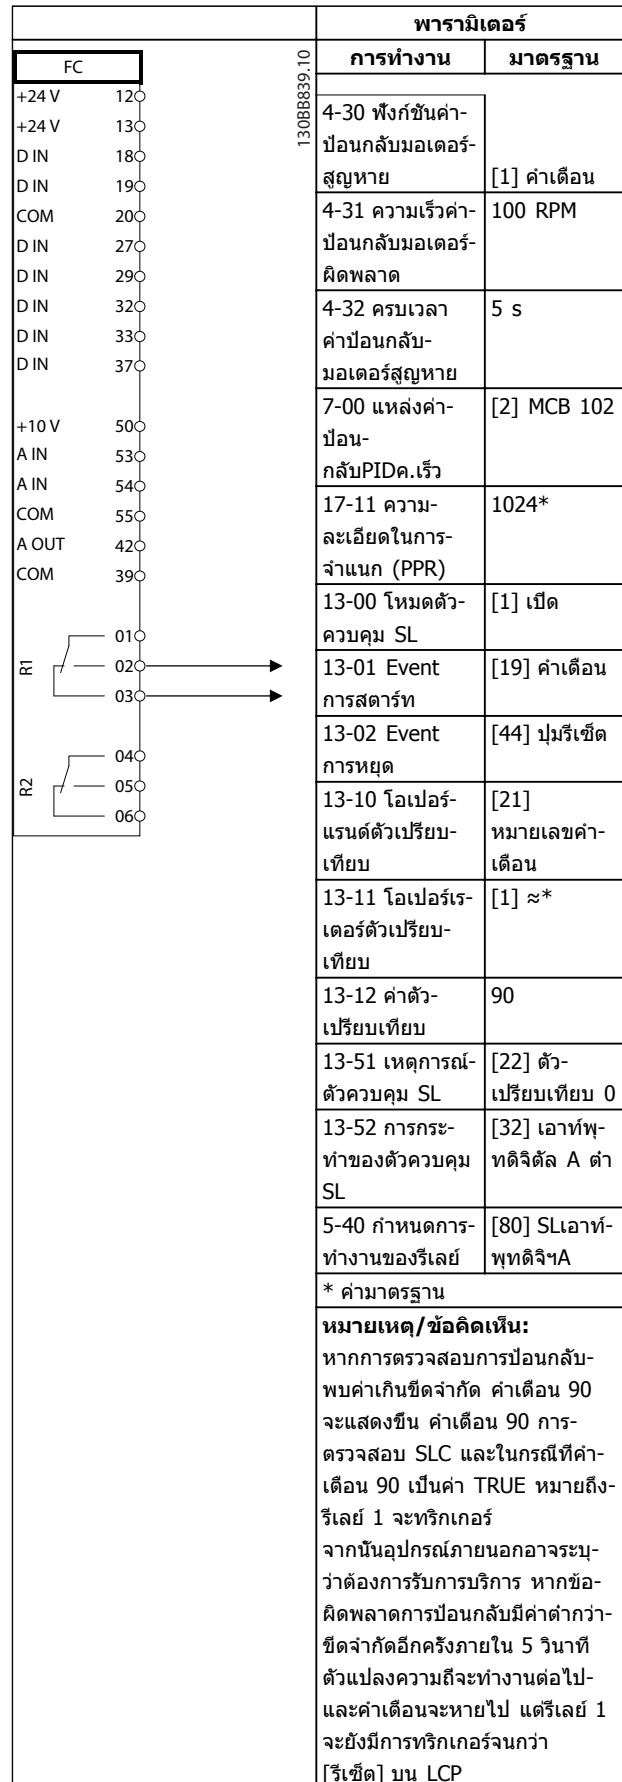 พารามิเตอร์
FC
130BB839.10
การทำงาน มาตรฐาน
+24 V 12
+24 V 13
D IN 18
D IN 19
COM 20
D IN 27
D IN 29
D IN 32
D IN 33
D IN 37
+10 V 50
A IN 53
A IN 54
COM 55
A OUT 42
COM 39
R1
01
02
03
R2
04
05
06
4-30 ฟังก์ชันค่า-
ป้อนกลับมอเตอร์-
สูญหาย [1] คำเตือน
4-31 ความเร็วค่า- 100 RPM
ป้อนกลับมอเตอร์-
ผิดพลาด
4-32 ครบเวลา 5 s
ค่าป้อนกลับ-
มอเตอร์สูญหาย
7-00 แหล่งค่า- [2] MCB 102
ป้อน-
กลับPIDค.เร็ว
17-11 ความ- 1024*
ละเอียดในการ-
จำแนก (PPR)
13-00 โหมดตัว- [1] เปิด
ควบคุม SL
13-01 Event [19] คำเตือน
การสตาร์ท
13-02 Event [44] ปุ่มรีเซ็ต
การหยุด
13-10 โอเปอร์- [21]
แรนด์ตัวเปรียบ- หมายเลขคำ-
เทียบ เตือน
13-11 โอเปอร์เร- [1] ≈*
เตอร์ตัวเปรียบ-
เทียบ
13-12 ค่าตัว- 90
เปรียบเทียบ
13-51 เหตุการณ์- [22] ตัว-
ตัวควบคุม SL เปรียบเทียบ 0
13-52 การกระ- [32] เอาท์พุ-
ทำของตัวควบคุม ทดิจิตัล A ต่ำ
SL
5-40 กำหนดการ- [80] SLเอาท์-
ทำงานของรีเลย์ พุทดิจิฯA
* ค่ามาตรฐาน
หมายเหตุ/ข้อคิดเห็น:
หากการตรวจสอบการป้อนกลับ-
พบค่าเกินขีดจำกัด คำเตือน 90
จะแสดงขึ้น คำเตือน 90 การ-
ตรวจสอบ SLC และในกรณีที่คำ-
เตือน 90 เป็นค่า TRUE หมายถึง-
รีเลย์ 1 จะทริกเกอร์
จากนั้นอุปกรณ์ภายนอกอาจระบุ-
ว่าต้องการรับการบริการ หากข้อ-
ผิดพลาดการป้อนกลับมีค่าต่ำกว่า-
ขีดจำกัดอีกครั้งภายใน 5 วินาที
ตัวแปลงความถี่จะทำงานต่อไป-
และคำเตือนจะหายไป แต่รีเลย์ 1
จะยังมีการทริกเกอร์จนกว่า
[รีเซ็ต] บน LCP